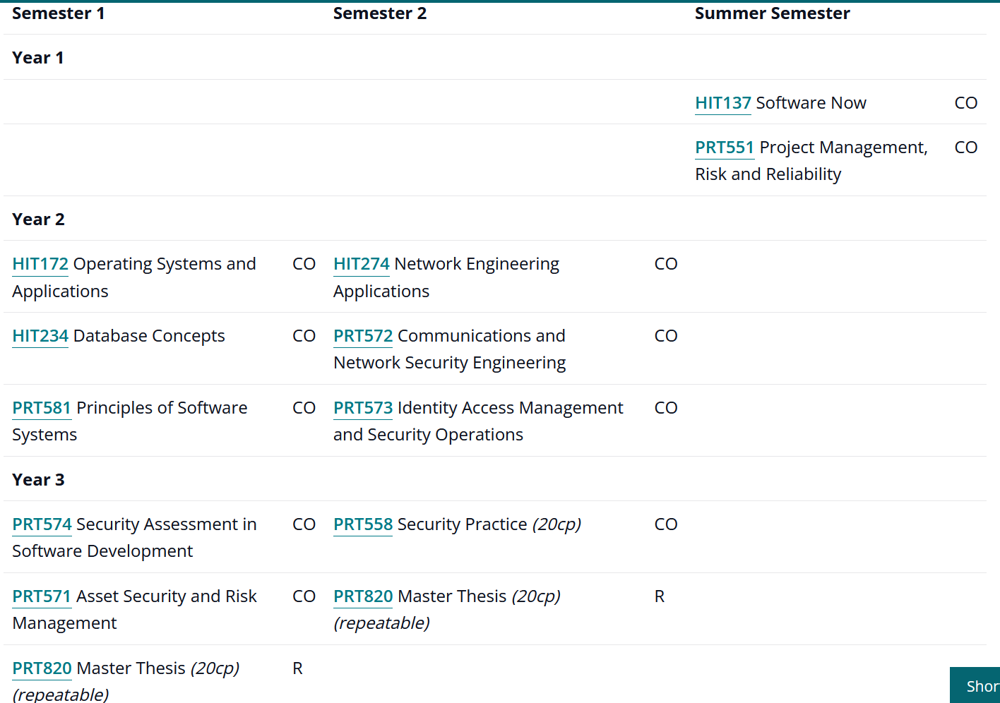 Semester 1 Semester 2 Summer Semester
Year 1
HIT137 Software Now CO
PRT551 Project Management, CO
Risk and Reliability
Year 2
HIT172 Operating Systems and CO HIT274 Network Engineering CO
Applications Applications
HIT234 Database Concepts CO PRT572 Communications and CO
Network Security Engineering
PRT581 Principles of Software CO PRT573 Identity Access Management CO
Systems and Security Operations
Year 3
PRT574 Security Assessment in CO PRT558 Security Practice (20cp) CO
Software Development
PRT571 Asset Security and Risk CO PRT820 Master Thesis (20cp) R
Management (repeatable)
PRT820 Master Thesis (20cp) R
(repeatable)